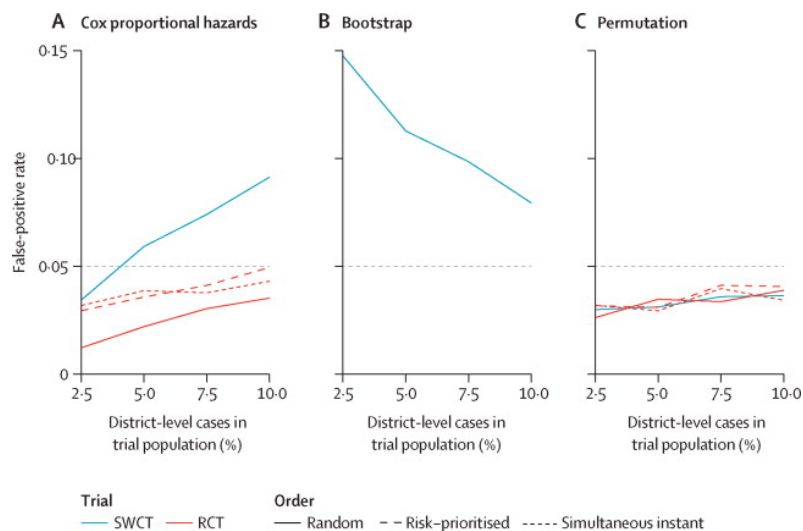 A Cox proportional hazards
B Bootstrap
C Permutation
0·15
0·10
0·05
0
False-positive rate
2·5 5·0 7·5 10·0
District-level cases in
trial population (%)
2·5 5·0 7·5 10·0
District-level cases in
trial population (%)
2·5 5·0 7·5 10·0
District-level cases in
trial population (%)
Trial
SWCT RCT
Order
Random Risk–prioritised Simultaneous instant